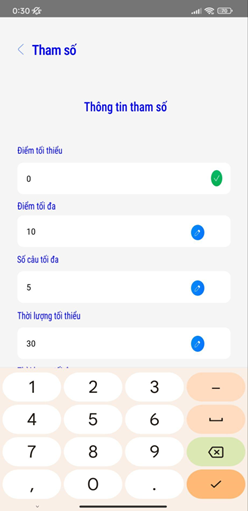 0:30
Tham số
Thông tin tham số
Điểm tối thiểu
0
Điểm tối đa
10
Số câu tối đa
5
Thời lượng tối thiểu
30
1 2 3 -
4 5 6
7 8 9
, 0 .